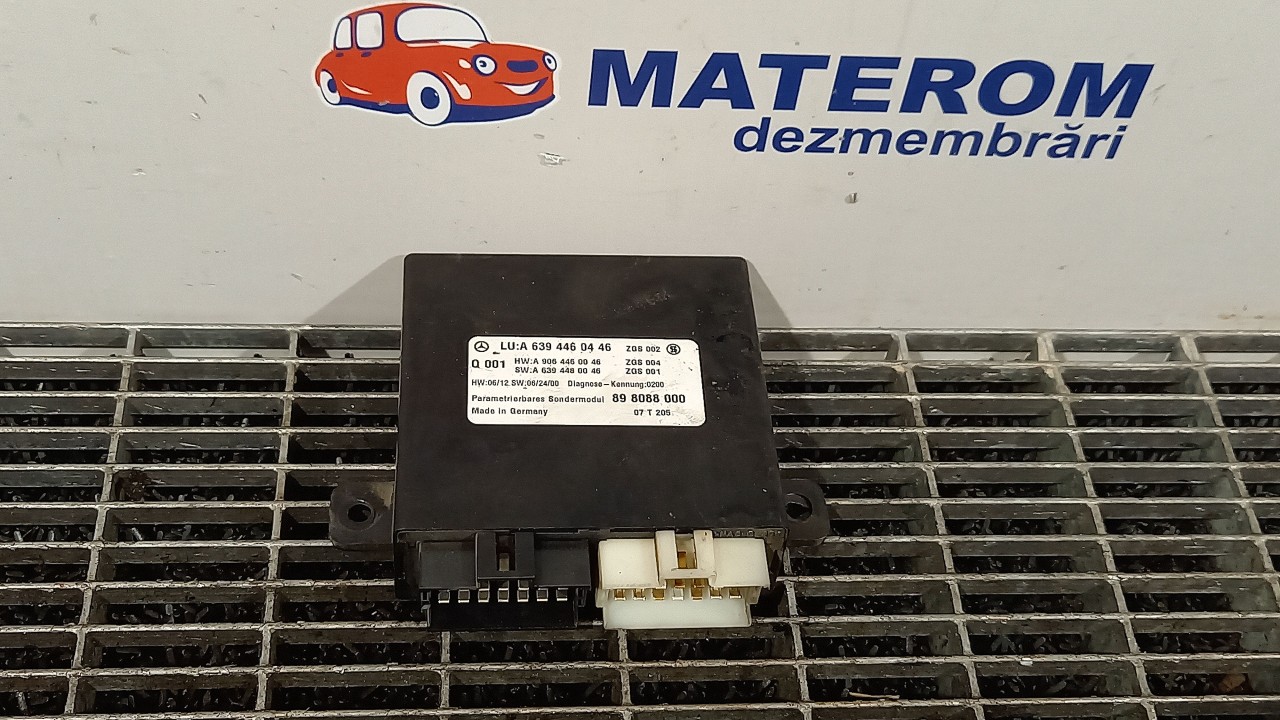 MATEROM
dezmembrări
LU:A 639 446 04 46 ZGS 002
Q 001 HW:A 906 446 00 46 ZGS 004
SW:A 639 448 00 46 ZGS 001
HW:06/12 SW:06/24/00 Diagnose-Kennung:0200
Parametrierbares Sondermodul 89 8088 000
Made in Germany 07 T 205